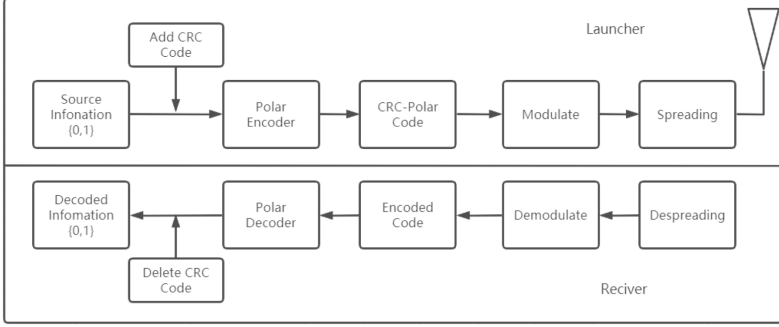 Add CRC
Code
Launcher
Source
Infonation
{0,1}
Polar
Encoder
CRC-Polar
Code
Modulate
Spreading
Decoded
Infomation
{0,1}
Polar
Decoder
Encoded
Code
Demodulate
Despreading
Delete CRC
Code
Reciver